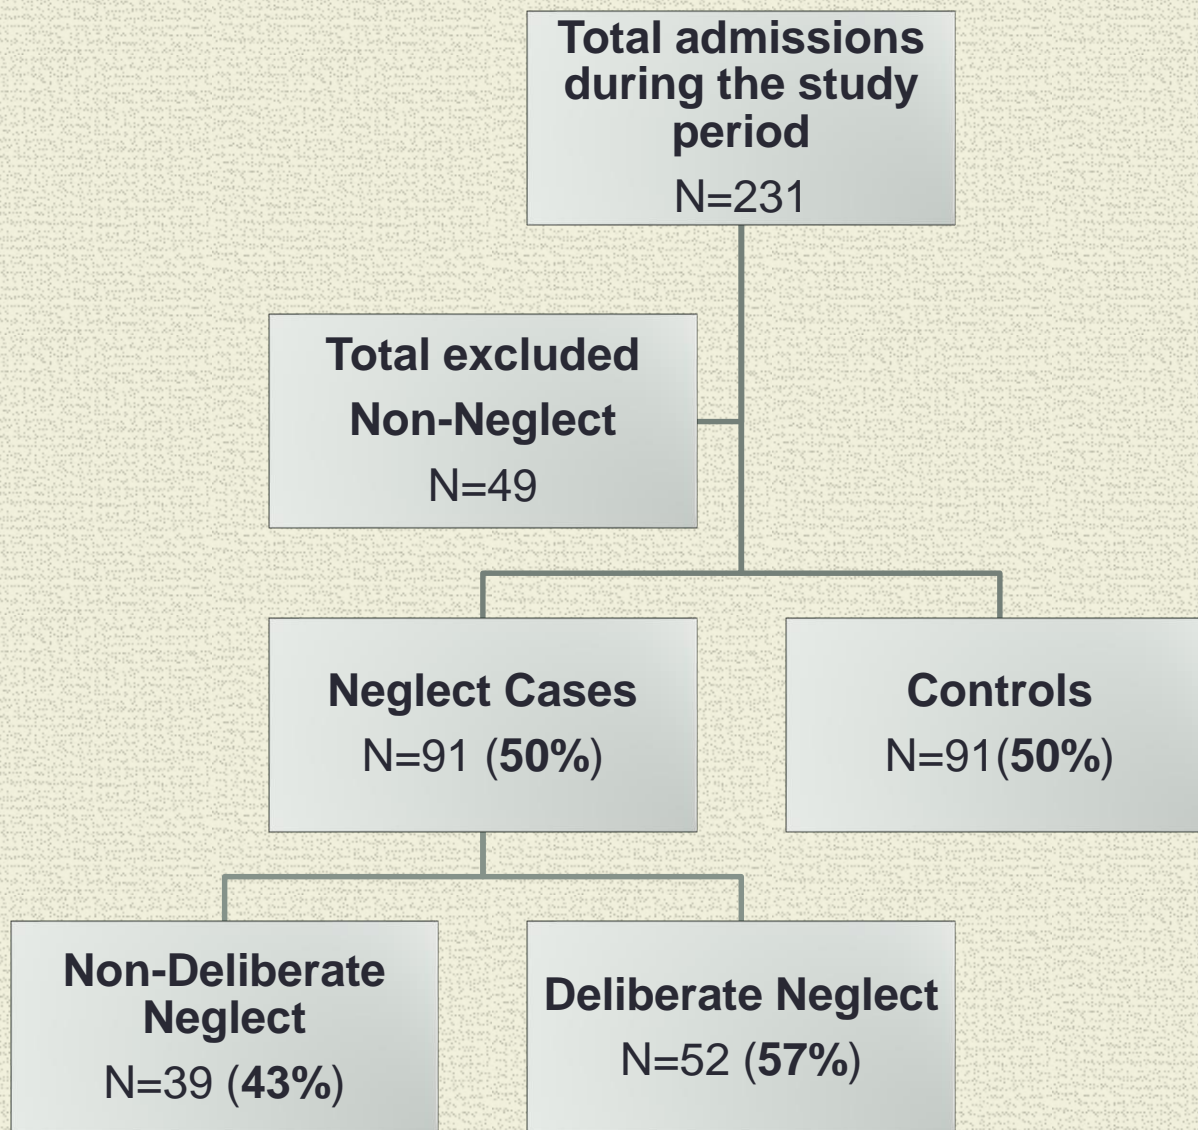 Total admissions
during the study
period
N=231
Total excluded
Non-Neglect
N=49
Neglect Cases
N=91 (50%)
Controls
N=91(50%)
Non-Deliberate
Neglect
N=39 (43%)
Deliberate Neglect
N=52 (57%)